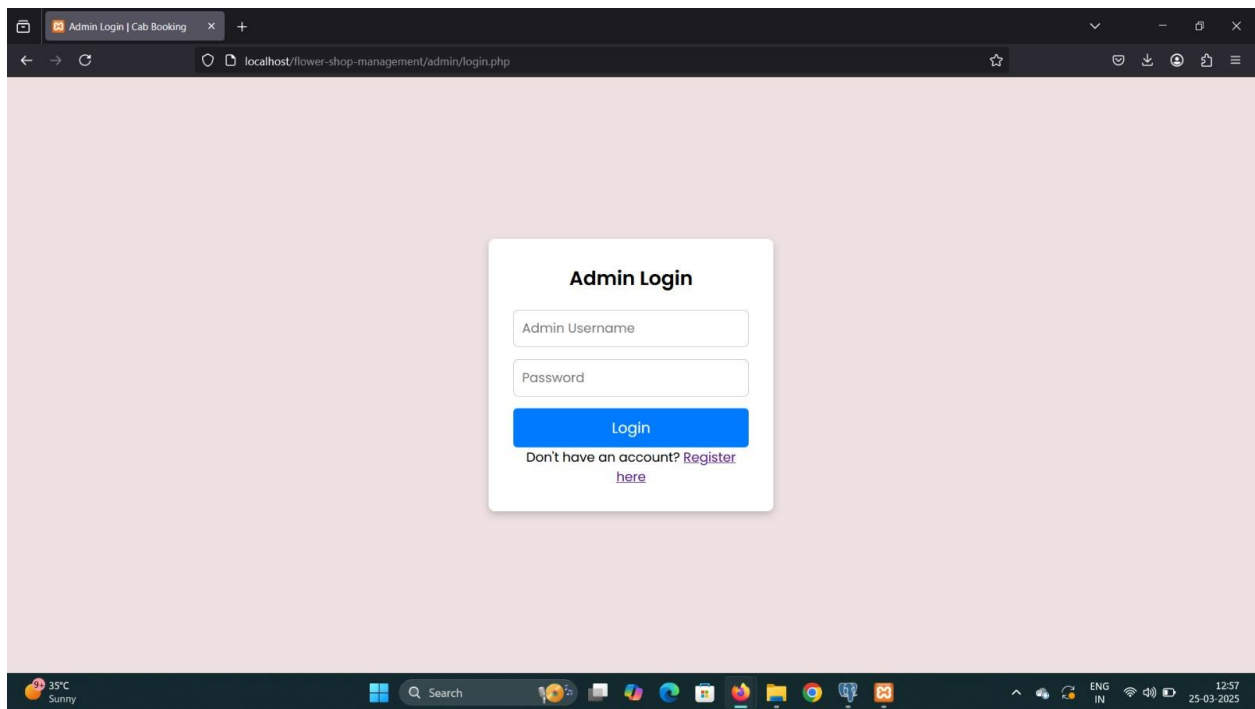 Admin Login | Cab Booking
localhost/flower-shop-management/admin/login.php
Admin Login
Admin Username
Password
Login
Don't have an account? Register
here
9+
35°C
Sunny
Search
ENG
IN
12:57
25-03-2025